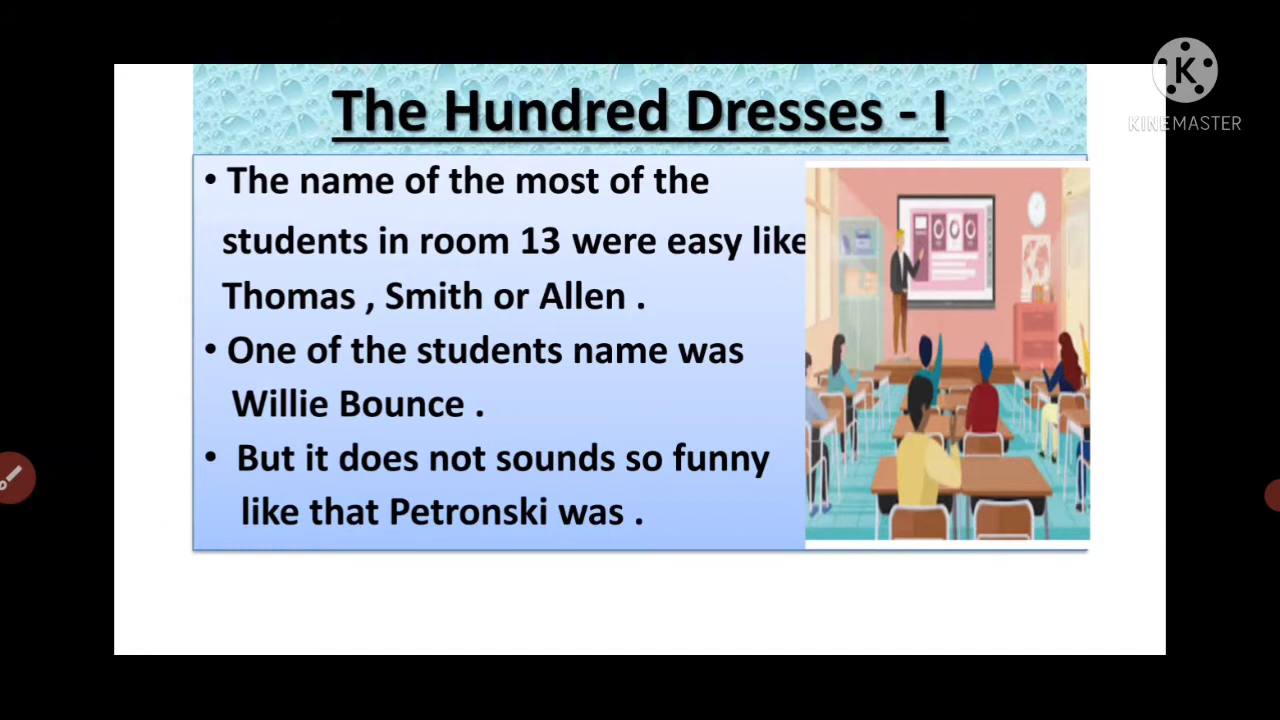 The Hundred Dresses - I
• The name of the most of the
students in room 13 were easy like
Thomas , Smith or Allen .
• One of the students name was
Willie Bounce .
• But it does not sounds so funny
like that Petronski was .
K
KINEMASTER